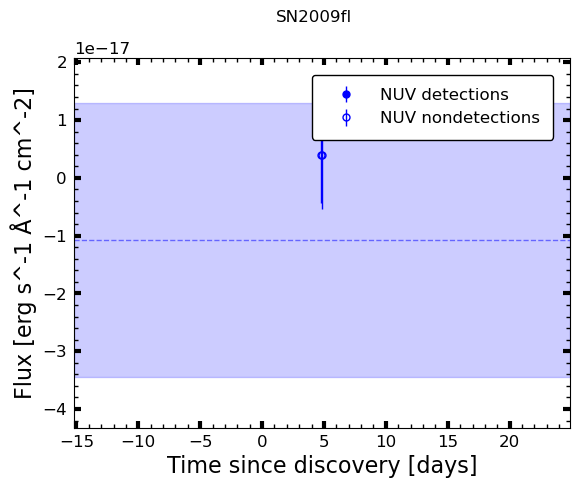 SN2009fl
1e−17
NUV detections
NUV nondetections
2
1
0
−1
−2
−3
−4
Flux [erg s^-1 Å^-1 cm^-2]
−15 −10 −5 0 5 10 15 20
Time since discovery [days]